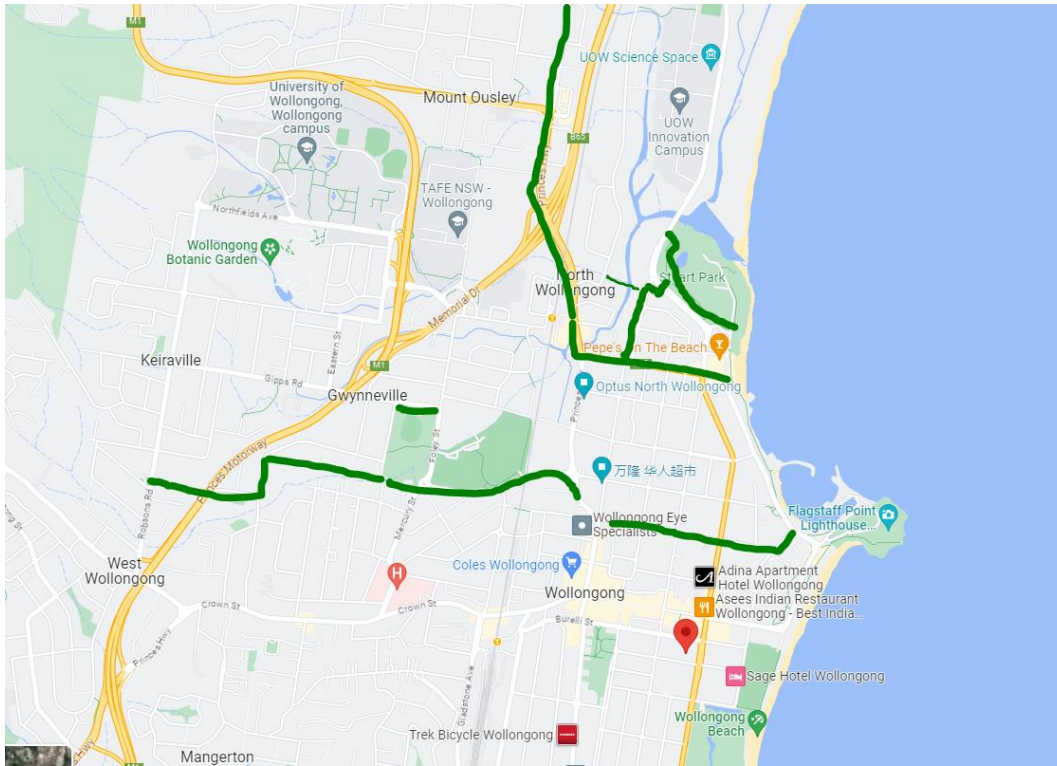 M1
UOW Science Space
University of
Wollongong,
Wollongong
campus
Mount Ousley
UOW
Innovation
Campus
B65
Princes Hwy
TAFE NSW -
Wollongong
Northfields Ave
Wollongong
Botanic Garden
North
Wollongong
Stuart Park
Memorial Dr
Eastern St
Keiraville
M1
Pepe's On The Beach
Gipps Rd
Gwynneville
Optus North Wollongong
Foley St
Princes Motorway
万隆 华人超市
Robsons Rd
Mercury St
Wollongong Eye
Specialists
Flagstaff Point
Lighthouse...
West
Wollongong
H
Coles Wollongong
Adina Apartment
Hotel Wollongong
Wollongong
Asees Indian Restaurant
Wollongong - Best India...
Crown St
Crown St
Burelli St
Princes Hwy
Sage Hotel Wollongong
Gladstone Ave
Wollongong
Beach
Trek Bicycle Wollongong
Mangerton